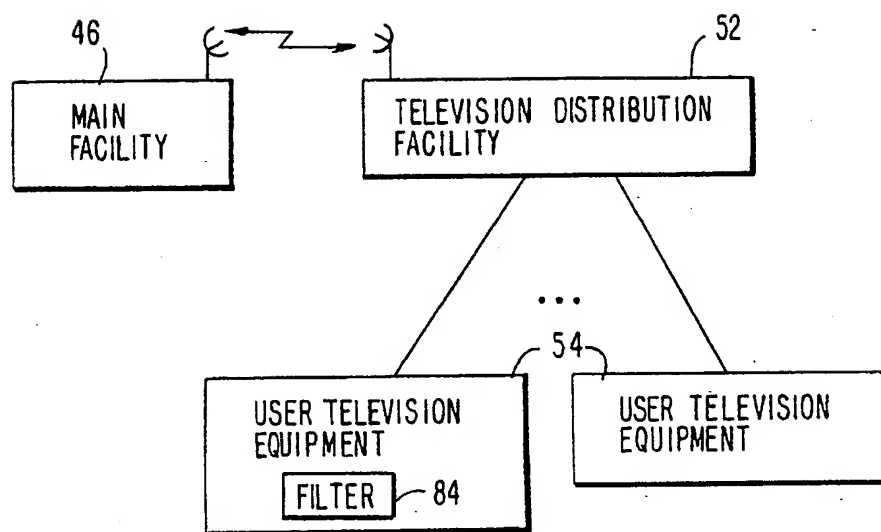 46
52
MAIN
FACILITY
TELEVISION DISTRIBUTION
FACILITY
...
54
USER TELEVISION
EQUIPMENT
FILTER
84
USER TELEVISION
EQUIPMENT